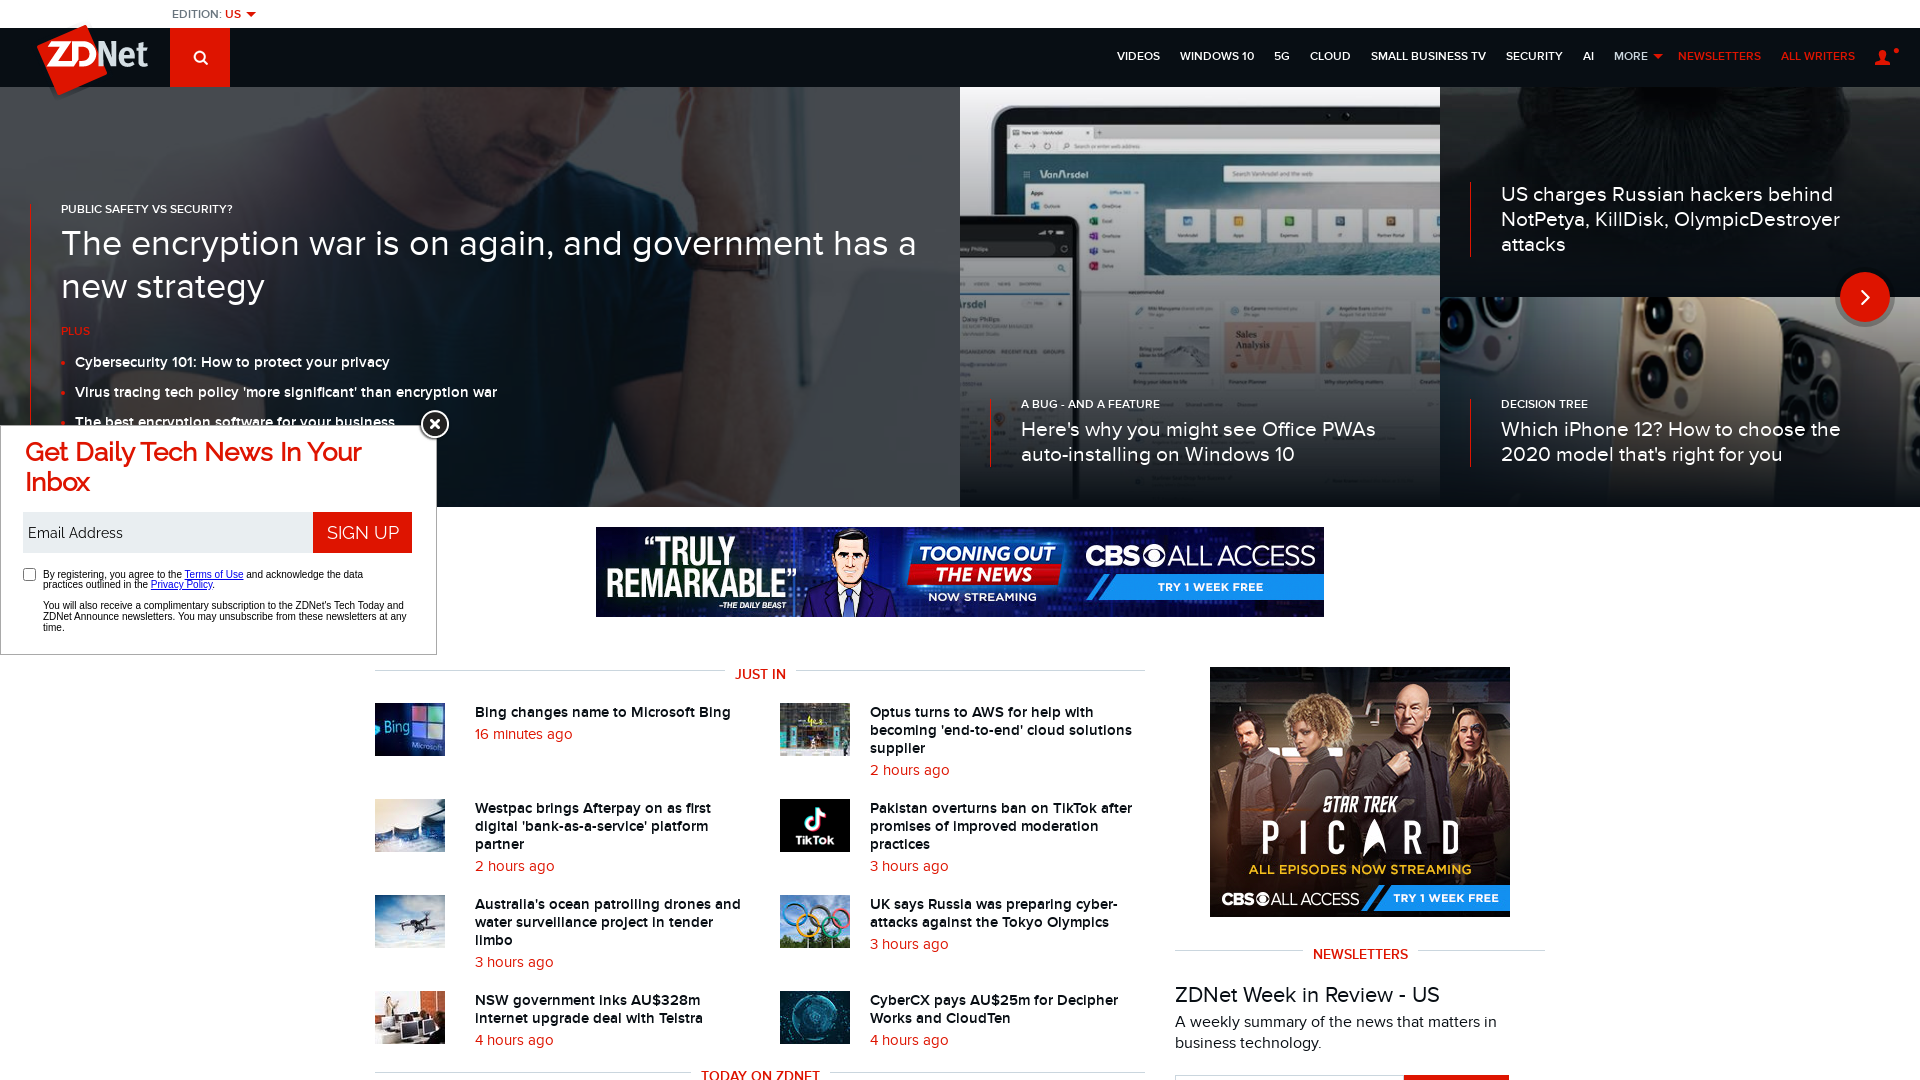 EDITION: US
ZDNet
VIDEOS WINDOWS 10 5G CLOUD SMALL BUSINESS TV SECURITY AI MORE NEWSLETTERS ALL WRITERS
PUBLIC SAFETY VS SECURITY?
The encryption war is on again, and government has a
new strategy
PLUS
Cybersecurity 101: How to protect your privacy
Virus tracing tech policy 'more significant' than encryption war
The best encryption software for your business
A BUG - AND A FEATURE
Here's why you might see Office PWAs
auto-installing on Windows 10
US charges Russian hackers behind
NotPetya, KillDisk, OlympicDestroyer
attacks
DECISION TREE
Which iPhone 12? How to choose the
2020 model that's right for you
Get Daily Tech News In Your
Inbox
Email Address
SIGN UP
By registering, you agree to the Terms of Use and acknowledge the data
practices outlined in the Privacy Policy.
You will also receive a complimentary subscription to the ZDNet's Tech Today and
ZDNet Announce newsletters. You may unsubscribe from these newsletters at any
time.
"TRULY
REMARKABLE"
-THE DAILY BEAST
TOONING OUT
THE NEWS
NOW STREAMING
CBS ALL ACCESS
TRY 1 WEEK FREE
JUST IN
Bing changes name to Microsoft Bing
16 minutes ago
Optus turns to AWS for help with
becoming 'end-to-end' cloud solutions
supplier
2 hours ago
Westpac brings Afterpay on as first
digital 'bank-as-a-service' platform
partner
2 hours ago
TikTok
Pakistan overturns ban on TikTok after
promises of improved moderation
practices
3 hours ago
Australia's ocean patrolling drones and
water surveillance project in tender
limbo
3 hours ago
UK says Russia was preparing cyber-
attacks against the Tokyo Olympics
3 hours ago
NSW government inks AU$328m
internet upgrade deal with Telstra
4 hours ago
CyberCX pays AU$25m for Decipher
Works and CloudTen
4 hours ago
TODAY ON ZDNET
STAR TREK
PICARD
ALL EPISODES NOW STREAMING
CBS ALL ACCESS
TRY 1 WEEK FREE
NEWSLETTERS
ZDNet Week in Review - US
A weekly summary of the news that matters in
business technology.